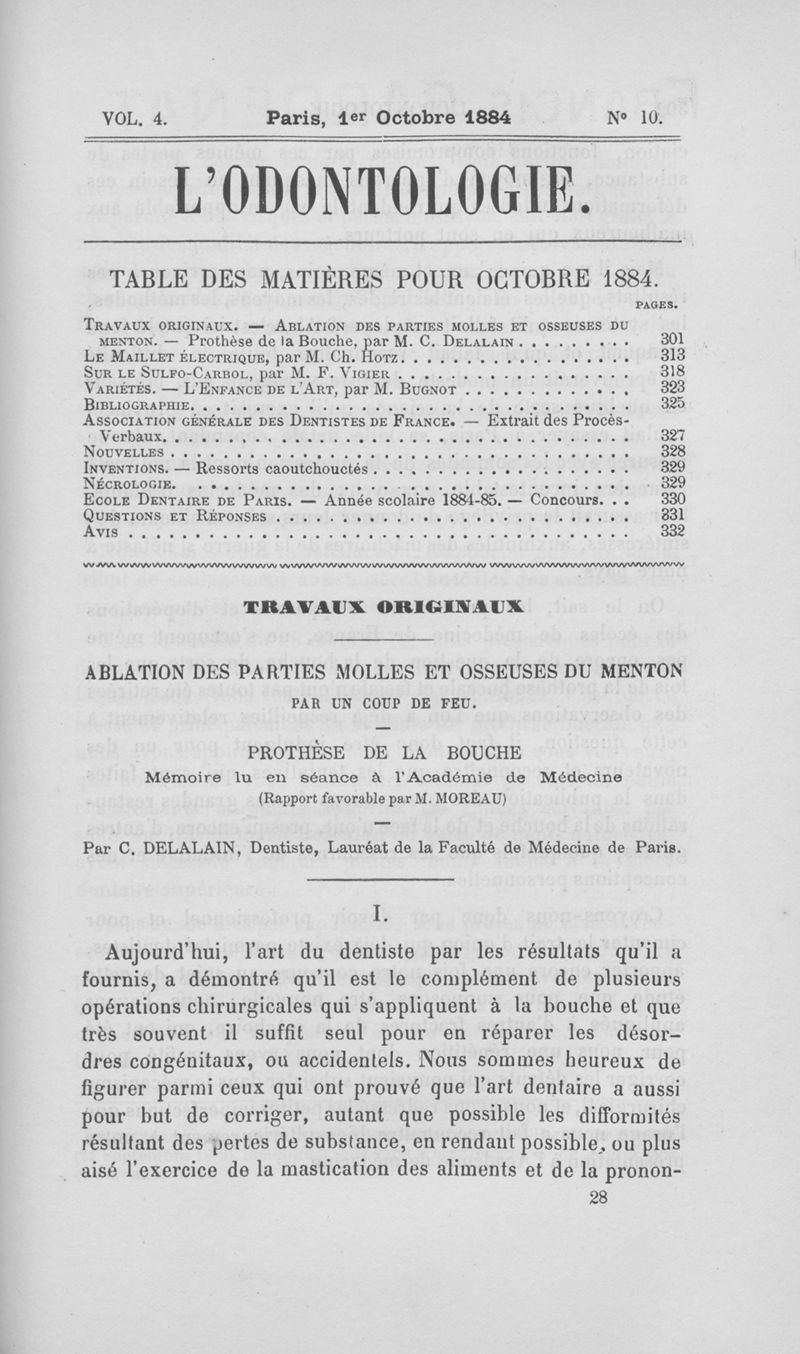 VOL. 4. Paris, 1er Octobre 1884 No 10.
L'ODONTOLOGIE.
TABLE DES MATIÈRES POUR OCTOBRE 1884.
PAGES.
TRAVAUX ORIGINAUX. — ABLATION DES PARTIES MOLLES ET OSSEUSES DU
MENTON. — Prothèse de la Bouche, par M. C. DELALAIN . . . . . . . . . 301
LE MAILLET ÉLECTRIQUE, par M. Ch. HOTZ. . . . . . . . . . . . . . . . . . 313
SUR LE SULFO-CARBOL, par M. F. VIGIER . . . . . . . . . . . . . . . . . . 318
VARIÉTÉS. — L'ENFANCE DE L'ART, par M. BUGNOT . . . . . . . . . . . . . 323
BIBLIOGRAPHIE. . . . . . . . . . . . . . . . . . . . . . . . . . . . . . . . . . 325
ASSOCIATION GÉNÉRALE DES DENTISTES DE FRANCE. — Extrait des Procès-
Verbaux. . . . . . . . . . . . . . . . . . . . . . . . . . . . . . . . . . . . 327
NOUVELLES . . . . . . . . . . . . . . . . . . . . . . . . . . . . . . . . . . . 328
INVENTIONS. — Ressorts caoutchouctés . . . . . . . . . . . . . . . . . . . . 329
NÉCROLOGIE. . . . . . . . . . . . . . . . . . . . . . . . . . . . . . . . . . . 329
ECOLE DENTAIRE DE PARIS. — Année scolaire 1884-85. — Concours. . . 330
QUESTIONS ET RÉPONSES . . . . . . . . . . . . . . . . . . . . . . . . . . . 331
AVIS . . . . . . . . . . . . . . . . . . . . . . . . . . . . . . . . . . . . . . 332
TRAVAUX ORIGINAUX
ABLATION DES PARTIES MOLLES ET OSSEUSES DU MENTON
PAR UN COUP DE FEU.
PROTHÈSE DE LA BOUCHE
Mémoire lu en séance à l'Académie de Médecine
(Rapport favorable par M. MOREAU)
Par C. DELALAIN, Dentiste, Lauréat de la Faculté de Médecine de Paris.
I.
Aujourd'hui, l'art du dentiste par les résultats qu'il a
fournis, a démontré qu'il est le complément de plusieurs
opérations chirurgicales qui s'appliquent à la bouche et que
très souvent il suffit seul pour en réparer les désor-
dres congénitaux, ou accidentels. Nous sommes heureux de
figurer parmi ceux qui ont prouvé que l'art dentaire a aussi
pour but de corriger, autant que possible les difformités
résultant des pertes de substance, en rendant possible, ou plus
aisé l'exercice de la mastication des aliments et de la pronon-
28